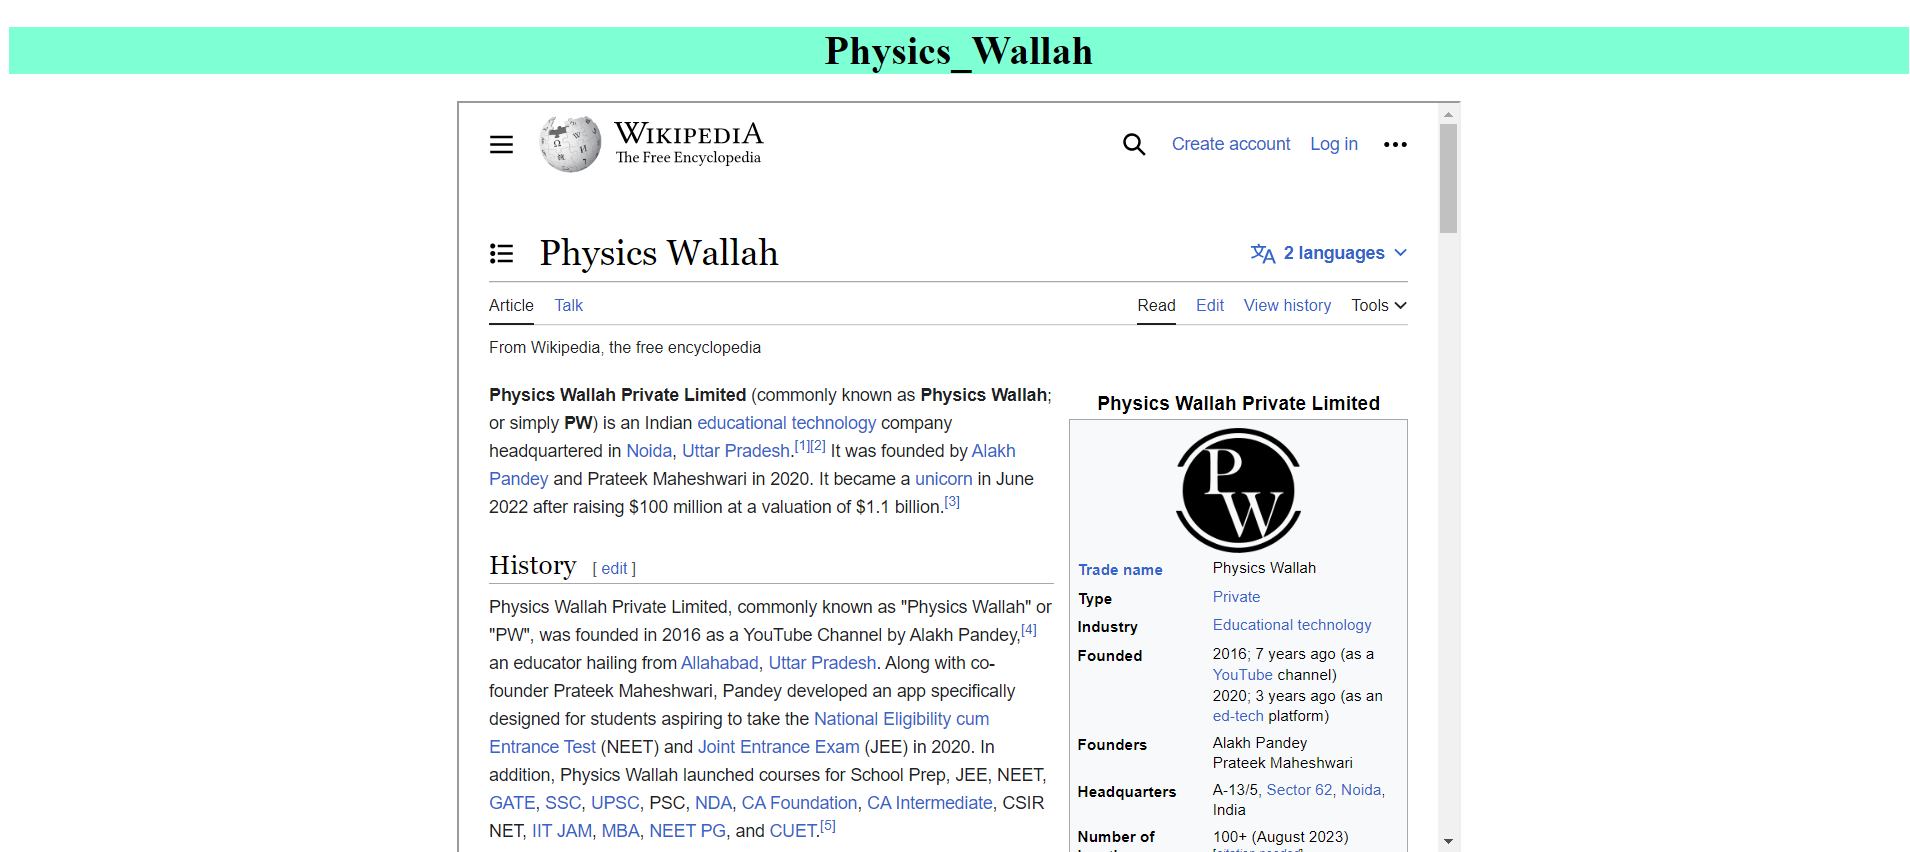 Physics_Wallah
WIKIPEDIA
The Free Encyclopedia
Create account Log in
Physics Wallah
2 languages
Article Talk
Read Edit View history Tools
From Wikipedia, the free encyclopedia
Physics Wallah Private Limited (commonly known as Physics Wallah;
or simply PW) is an Indian educational technology company
headquartered in Noida, Uttar Pradesh.[1][2] It was founded by Alakh
Pandey and Prateek Maheshwari in 2020. It became a unicorn in June
2022 after raising $100 million at a valuation of $1.1 billion.[3]
History [ edit ]
Physics Wallah Private Limited, commonly known as "Physics Wallah" or
"PW", was founded in 2016 as a YouTube Channel by Alakh Pandey,[4]
an educator hailing from Allahabad, Uttar Pradesh. Along with co-
founder Prateek Maheshwari, Pandey developed an app specifically
designed for students aspiring to take the National Eligibility cum
Entrance Test (NEET) and Joint Entrance Exam (JEE) in 2020. In
addition, Physics Wallah launched courses for School Prep, JEE, NEET,
GATE, SSC, UPSC, PSC, NDA, CA Foundation, CA Intermediate, CSIR
NET, IIT JAM, MBA, NEET PG, and CUET.[5]
Physics Wallah Private Limited
PW
Trade name Physics Wallah
Type Private
Industry Educational technology
Founded 2016; 7 years ago (as a
YouTube channel)
2020; 3 years ago (as an
ed-tech platform)
Founders Alakh Pandey
Prateek Maheshwari
Headquarters A-13/5, Sector 62, Noida,
India
Number of 100+ (August 2023)